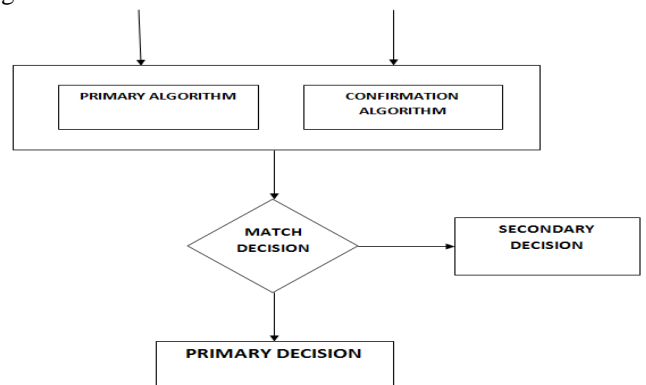 PRIMARY ALGORITHM
CONFIRMATION
ALGORITHM
MATCH
DECISION
SECONDARY
DECISION
PRIMARY DECISION